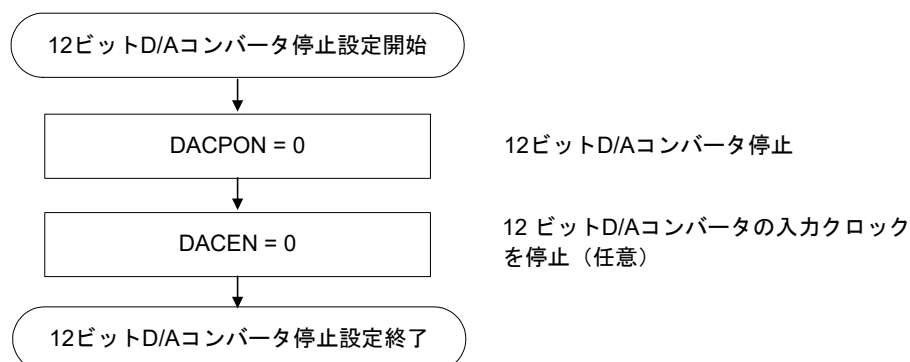 12ビットD/Aコンバータ停止設定開始
DACPON = 0
12ビットD/Aコンバータ停止
DACEN = 0
12 ビットD/Aコンバータの入力クロック
を停止（任意）
12ビットD/Aコンバータ停止設定終了